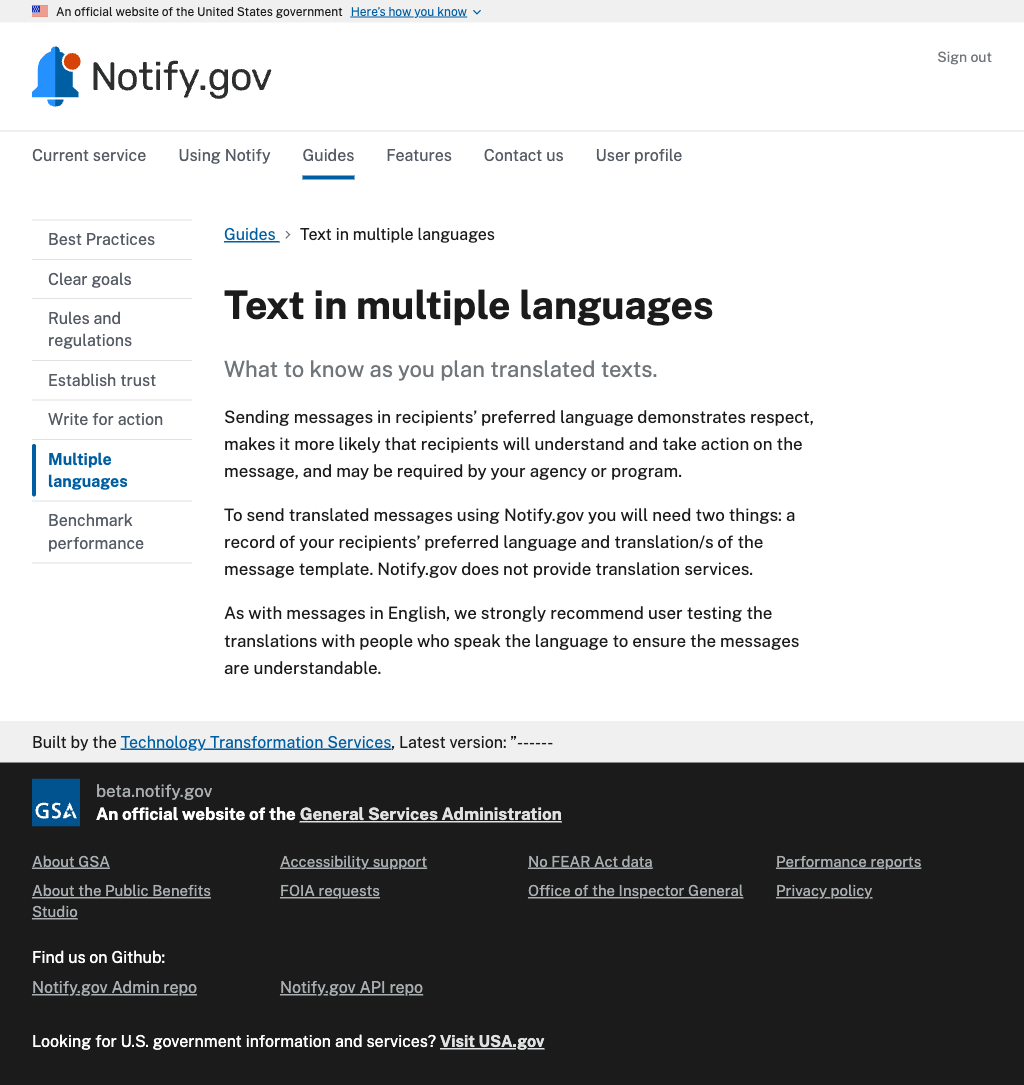 An official website of the United States government Here's how you know
Notify.gov
Sign out
Current service Using Notify Guides Features Contact us User profile
Best Practices
Clear goals
Rules and
regulations
Establish trust
Write for action
Multiple
languages
Benchmark
performance
Guides > Text in multiple languages
Text in multiple languages
What to know as you plan translated texts.
Sending messages in recipients’ preferred language demonstrates respect,
makes it more likely that recipients will understand and take action on the
message, and may be required by your agency or program.
To send translated messages using Notify.gov you will need two things: a
record of your recipients’ preferred language and translation/s of the
message template. Notify.gov does not provide translation services.
As with messages in English, we strongly recommend user testing the
translations with people who speak the language to ensure the messages
are understandable.
Built by the Technology Transformation Services, Latest version: ”------
GSA
beta.notify.gov
An official website of the General Services Administration
About GSA Accessibility support No FEAR Act data Performance reports
About the Public Benefits
Studio
FOIA requests Office of the Inspector General Privacy policy
Find us on Github:
Notify.gov Admin repo Notify.gov API repo
Looking for U.S. government information and services? Visit USA.gov